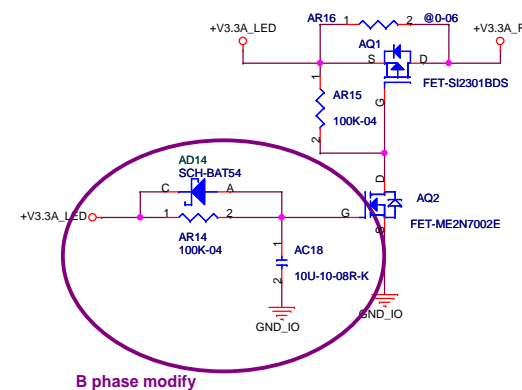 AR16 1 2 @0-06
+V3.3A_LED
+V3.3A_F
AQ1
S D
FET-SI2301BDS
G
1
AR15
100K-04
2
AD14
SCH-BAT54
C A
D
AQ2
+V3.3A_LED
1 2
G
FET-ME2N7002E
S
AR14
100K-04
1
AC18
10U-10-08R-K
2
GND_IO
GND_IO
B phase modify